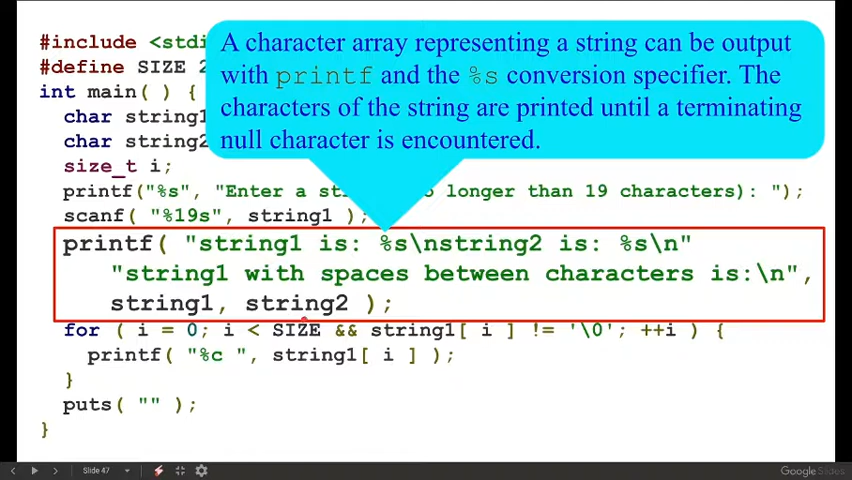 #include <stdi
#define SIZE 2
int main( ) {
char string1
char string2
size_t i;
printf("%s", "Enter a st longer than 19 characters): ");
scanf( "%19s", string1 );
A character array representing a string can be output
with printf and the %s conversion specifier. The
characters of the string are printed until a terminating
null character is encountered.
printf( "string1 is: %s\nstring2 is: %s\n"
"string1 with spaces between characters is:\n",
string1, string2 );
for ( i = 0; i < SIZE && string1[ i ] != '\0'; ++i ) {
printf( "%c ", string1[ i ] );
}
puts( "" );
}
Slide 47
Google Slides